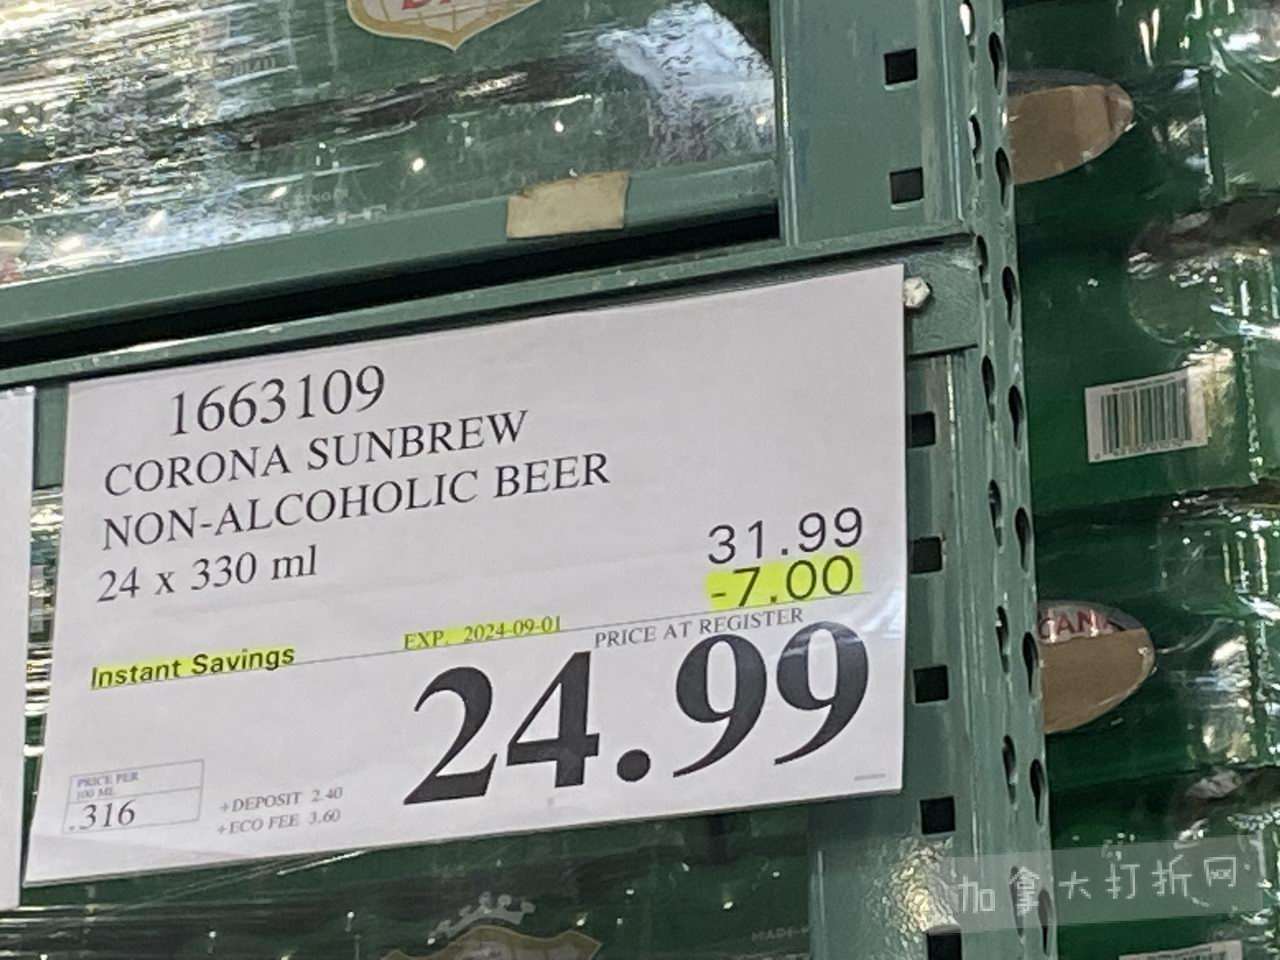 1663109
CORONA SUNBREW
NON-ALCOHOLIC BEER
24 x 330 ml
31.99
-7.00
Instant Savings
EXP. 2024-09-01
PRICE AT REGISTER
24.99
PRICE PER
100 ML
.316
+DEPOSIT 2.40
+ECO FEE 3.60
CANA
加拿大打折网